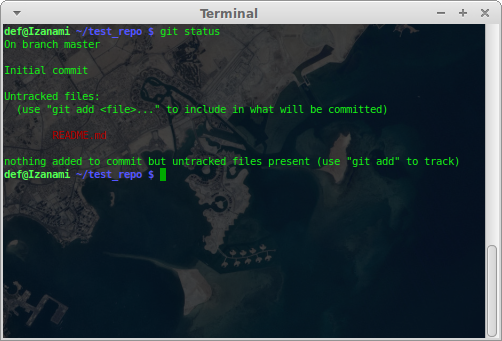 Terminal
def@Izanami ~/test_repo $ git status
On branch master
Initial commit
Untracked files:
(use "git add <file>..." to include in what will be committed)
README.md
nothing added to commit but untracked files present (use "git add" to track)
def@Izanami ~/test_repo $